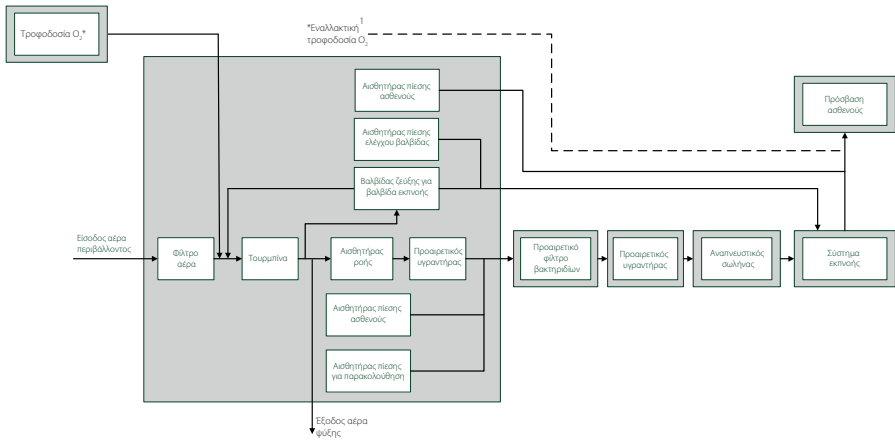 Τροφοδοσία O₂*
*Εναλλακτική¹
τροφοδοσία O₂
Αισθητήρας πίεσης
ασθενούς
Πρόσβαση
ασθενούς
Αισθητήρας πίεσης
ελέγχου βαλβίδας
Βαλβίδας ζεύξης για
βαλβίδα εκπνοής
Είσοδος αέρα
περιβάλλοντος
Φίλτρο
αέρα
Τουρμπίνα
Αισθητήρας
ροής
Προαιρετικός
υγραντήρας
Προαιρετικό
φίλτρο
βακτηριδίων
Προαιρετικός
υγραντήρας
Αναπνευστικός
σωλήνας
Σύστημα
εκπνοής
Αισθητήρας πίεσης
ασθενούς
Αισθητήρας πίεσης
για παρακολούθηση
Έξοδος αέρα
ψύξης